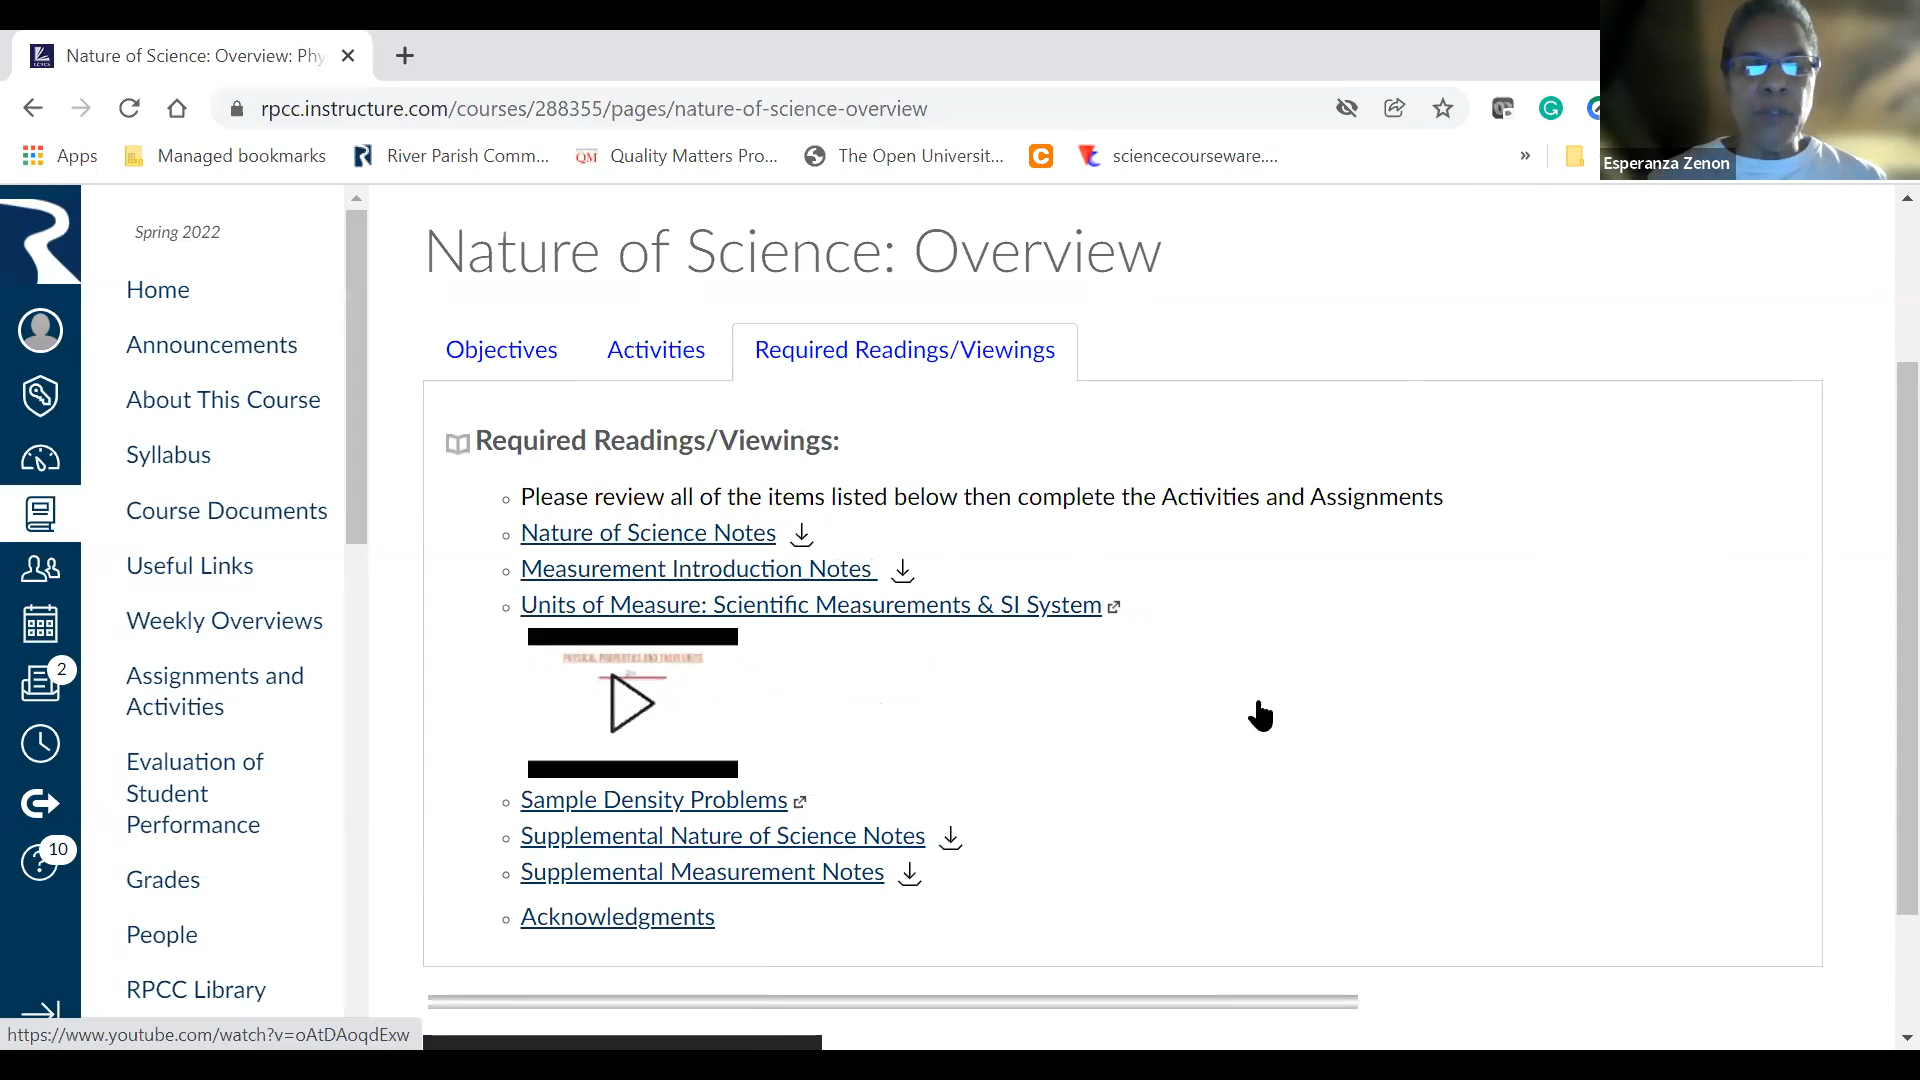 Nature of Science: Overview: Phy
rpcc.instructure.com/courses/288355/pages/nature-of-science-overview
Apps
Managed bookmarks
River Parish Comm...
QM
Quality Matters Pro...
The Open Universit...
C
sciencecourseware....
»
Esperanza Zenon
Spring 2022
Home
Announcements
About This Course
Syllabus
Course Documents
Useful Links
Weekly Overviews
Assignments and
Activities
Evaluation of
Student
Performance
Grades
People
RPCC Library
2
10
Nature of Science: Overview
Objectives
Activities
Required Readings/Viewings
Required Readings/Viewings:
Please review all of the items listed below then complete the Activities and Assignments
Nature of Science Notes
Measurement Introduction Notes
Units of Measure: Scientific Measurements & SI System
PHYSICAL PROPERTIES AND THEIR UNITS
Sample Density Problems
Supplemental Nature of Science Notes
Supplemental Measurement Notes
Acknowledgments
https://www.youtube.com/watch?v=oAtDAoqdExw